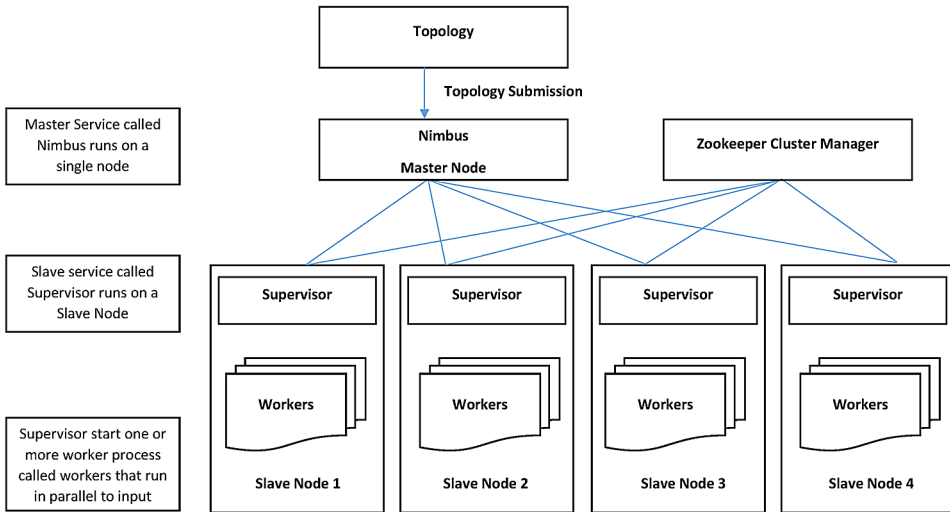 Topology
Topology Submission
Master Service called
Nimbus runs on a
single node
Nimbus
Master Node
Zookeeper Cluster Manager
Slave service called
Supervisor runs on a
Slave Node
Supervisor
Supervisor
Supervisor
Supervisor
Workers
Workers
Workers
Workers
Supervisor start one or
more worker process
called workers that run
in parallel to input
Slave Node 1
Slave Node 2
Slave Node 3
Slave Node 4